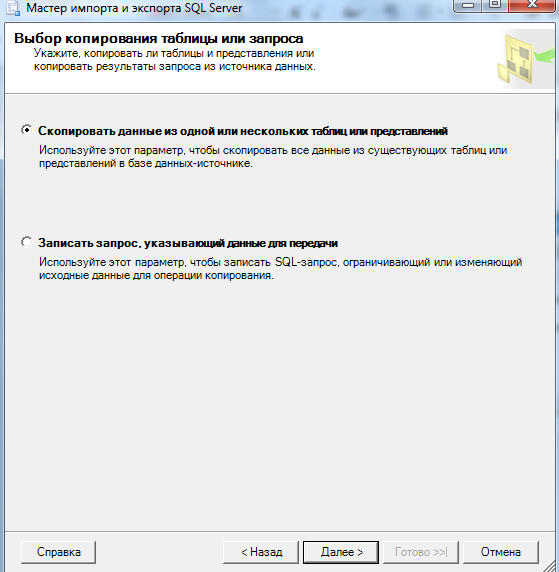 Мастер импорта и экспорта SQL Server
Выбор копирования таблицы или запроса
Укажите, копировать ли таблицы и представления или
копировать результаты запроса из источника данных.
Скопировать данные из одной или нескольких таблиц или представлений
Используйте этот параметр, чтобы скопировать все данные из существующих таблиц или
представлений в базе данных-источнике.
Записать запрос, указывающий данные для передачи
Используйте этот параметр, чтобы записать SQL-запрос, ограничивающий или изменяющий
исходные данные для операции копирования.
Справка
< Назад
Далее >
Готово >>|
Отмена